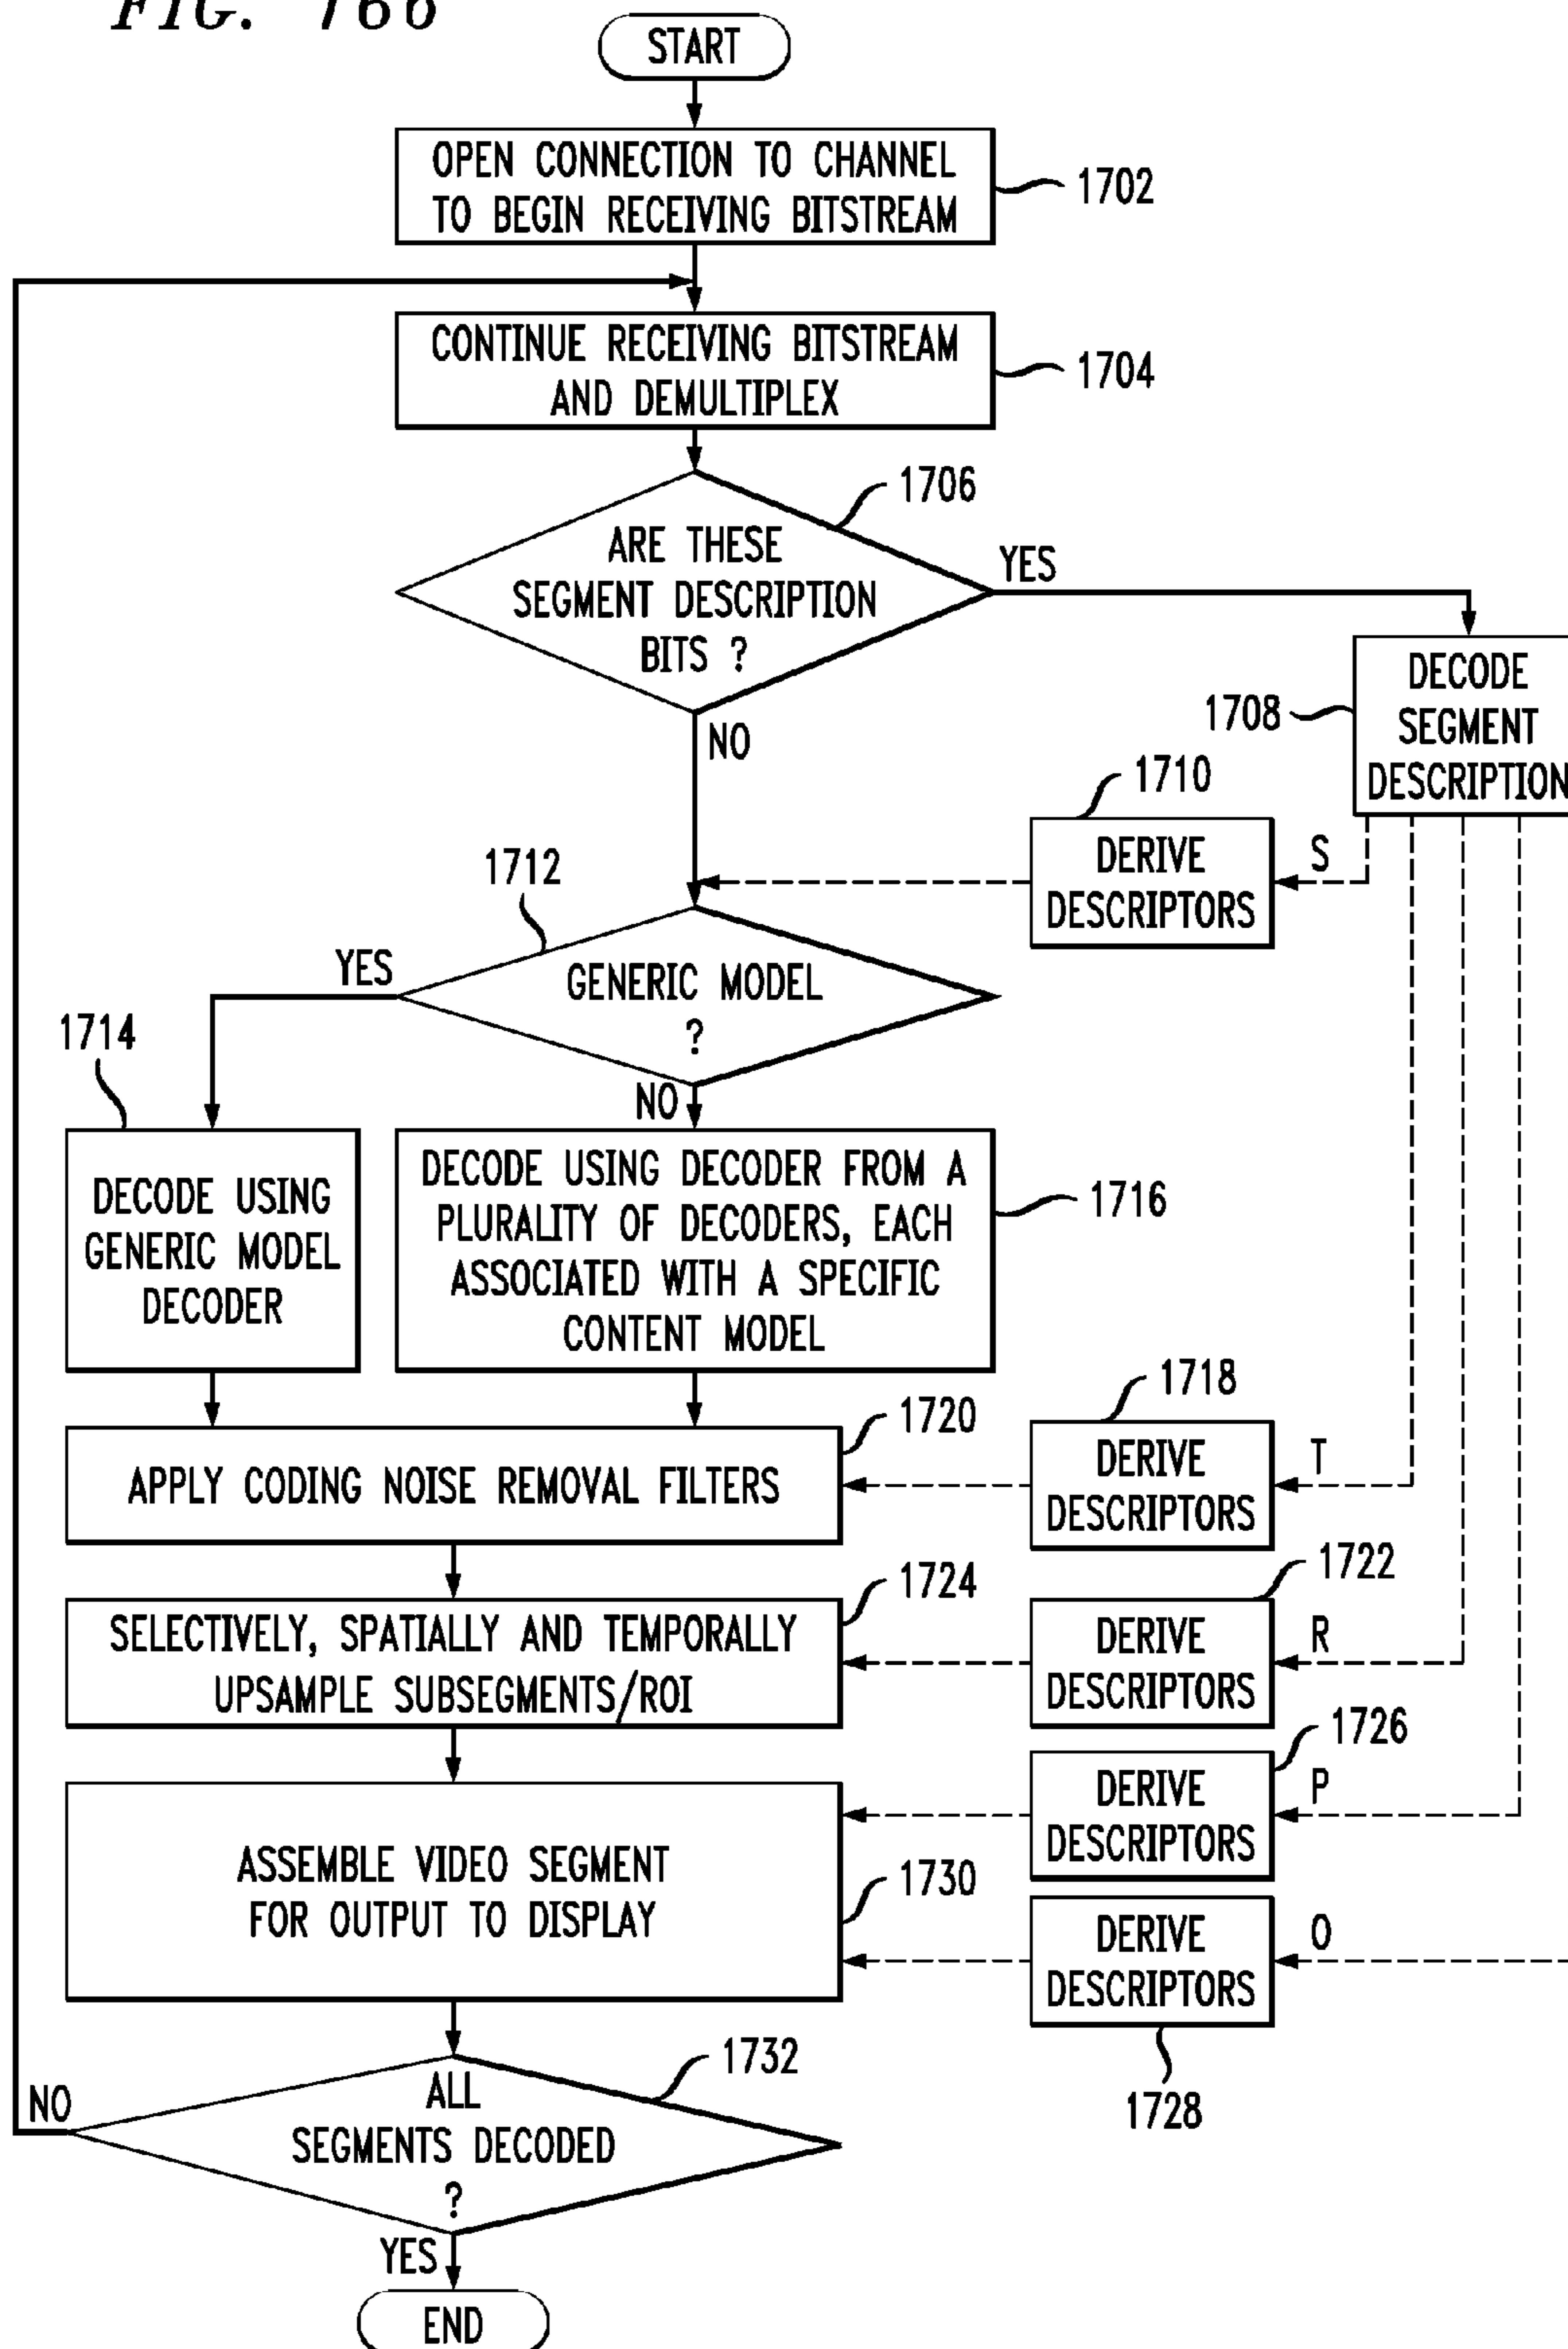 FIG.
START
OPEN CONNECTION TO CHANNEL
TO BEGIN RECEIVING BITSTREAM
1702
CONTINUE RECEIVING BITSTREAM
AND DEMULTIPLEX
1704
1706
ARE THESE
SEGMENT DESCRIPTION
BITS ?
YES
NO
1708
DECODE
SEGMENT
DESCRIPTION
1710
DERIVE
DESCRIPTORS
S
1712
GENERIC MODEL
?
YES
NO
1714
DECODE USING
GENERIC MODEL
DECODER
DECODE USING DECODER FROM A
PLURALITY OF DECODERS, EACH
ASSOCIATED WITH A SPECIFIC
CONTENT MODEL
1716
1718
DERIVE
DESCRIPTORS
T
1720
APPLY CODING NOISE REMOVAL FILTERS
1722
DERIVE
DESCRIPTORS
R
1724
SELECTIVELY, SPATIALLY AND TEMPORALLY
UPSAMPLE SUBSEGMENTS/ROI
1726
DERIVE
DESCRIPTORS
P
ASSEMBLE VIDEO SEGMENT
FOR OUTPUT TO DISPLAY
1730
DERIVE
DESCRIPTORS
O
1728
1732
ALL
SEGMENTS DECODED
?
NO
YES
END